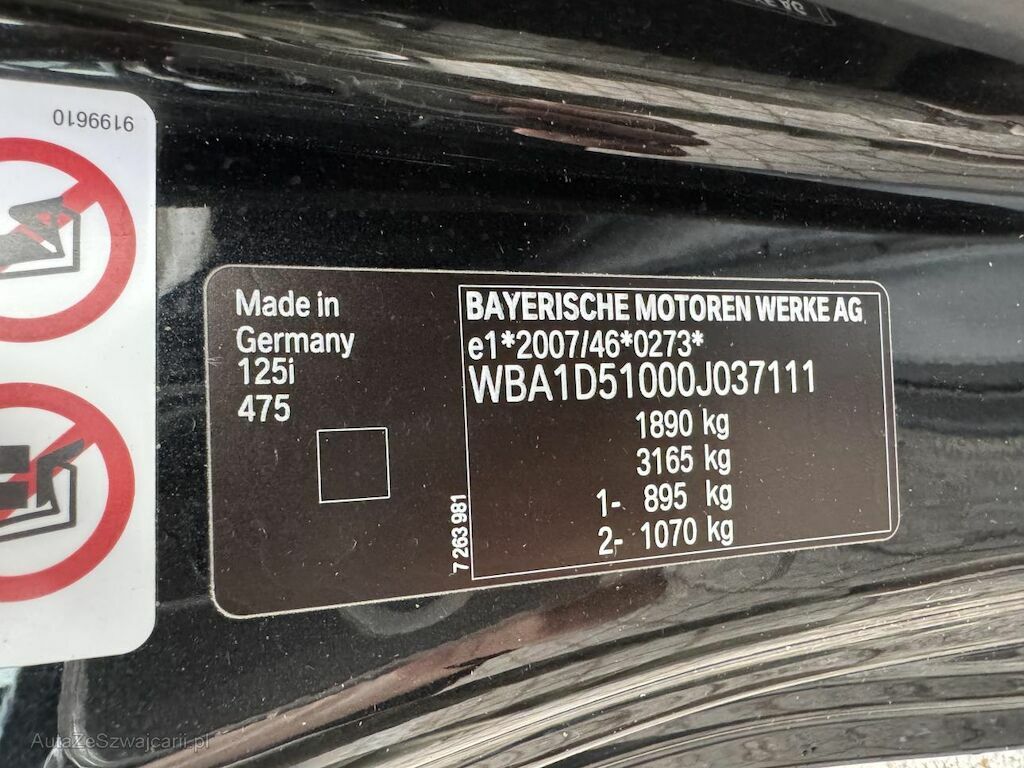 9199610
Made in
Germany
125i
475
BAYERISCHE MOTOREN WERKE AG
e1*2007/46*0273*
WBA1D51000J037111
1890 kg
3165 kg
1- 895 kg
2- 1070 kg
7 263 981
AutaZeSzwajcarii.pl